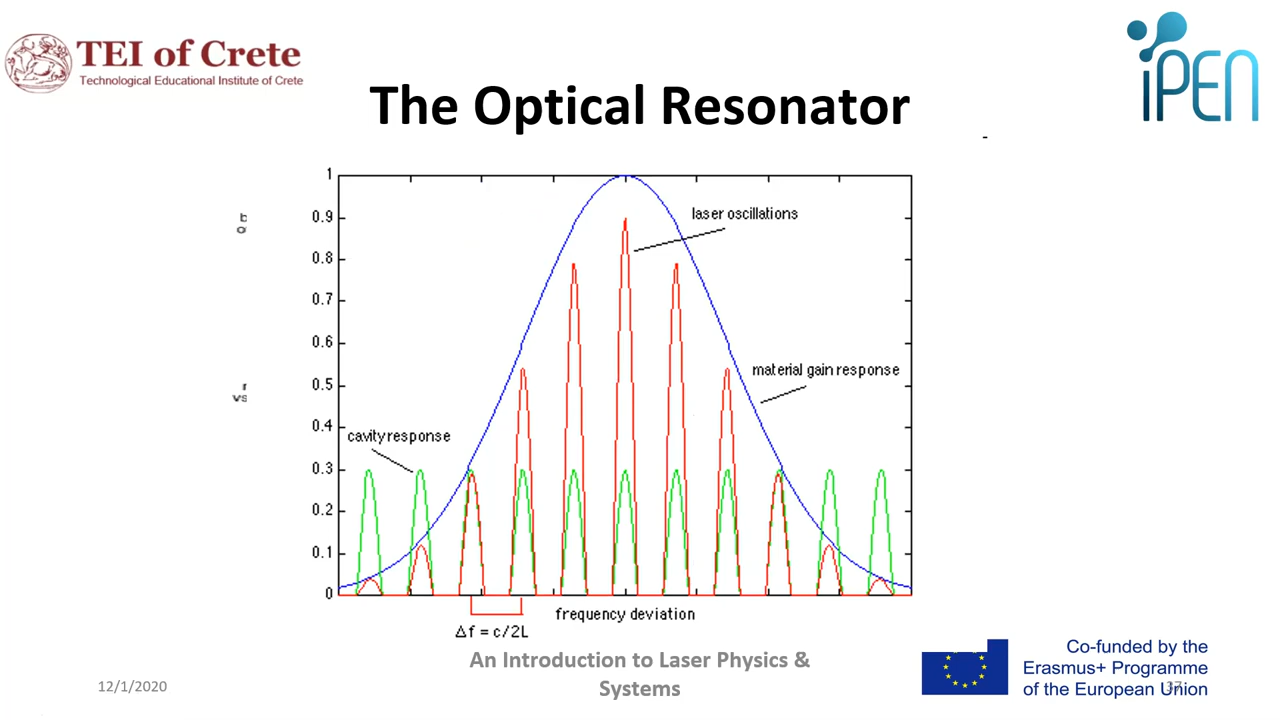 TEI of Crete
Technological Educational Institute of Crete
iPEN
The Optical Resonator
1
0.9
0.8
0.7
0.6
0.5
0.4
0.3
0.2
0.1
0
laser oscillations
material gain response
cavity response
frequency deviation
Δf = c/2L
An Introduction to Laser Physics &
Systems
12/1/2020
Co-funded by the
Erasmus+ Programme
of the European Union
37